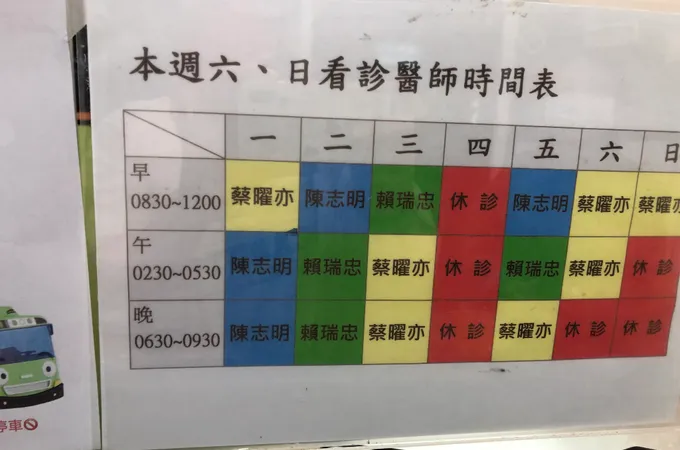 本週六、日看診醫師時間表
一 二 三 四 五 六 日
早
0830~1200 蔡曜亦 陳志明 賴瑞忠 休診 陳志明 蔡曜亦 蔡曜亦
午
0230~0530 陳志明 賴瑞忠 蔡曜亦 休診 賴瑞忠 蔡曜亦 休診
晚
0630~0930 陳志明 賴瑞忠 蔡曜亦 休診 蔡曜亦 休診 休診
停車